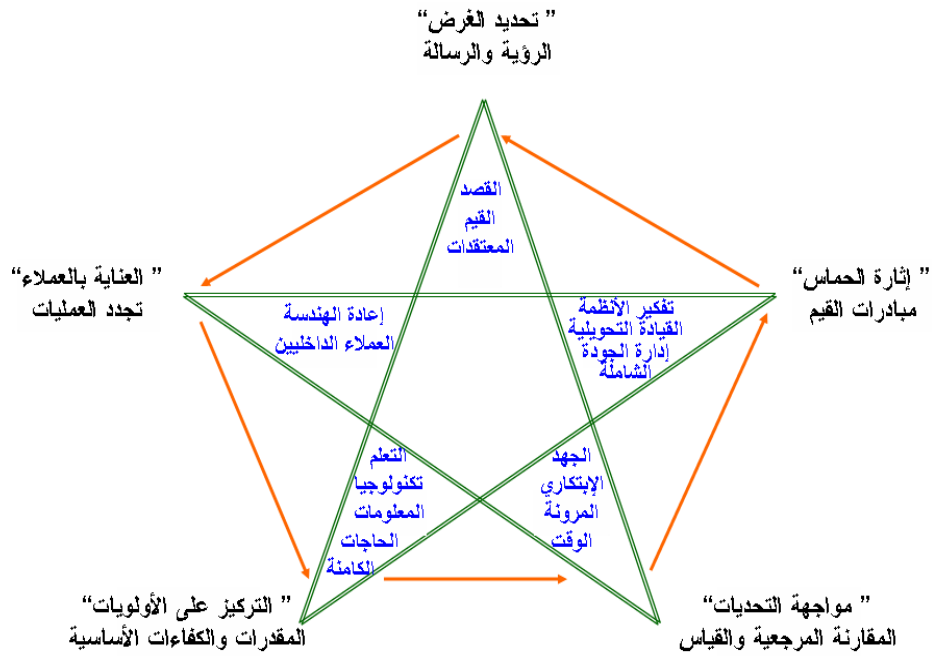 ” تحديد الغرض“
الرؤية والرسالة
القصد
القيم
المعتقدات
” إثارة الحماس“
مبادرات القيم
” العناية بالعملاء“
تجدد العمليات
تفكير الأنظمة
القيادة التحويلية
إدارة الجودة
الشاملة
إعادة الهندسة
العملاء الداخليين
الجهد
الإبتكاري
المرونة
الوقت
التعلم
تكنولوجيا
المعلومات
الحاجات
الكامنة
” مواجهة التحديات“
المقارنة المرجعية والقياس
” التركيز على الأولويات“
المقدرات والكفاءات الأساسية